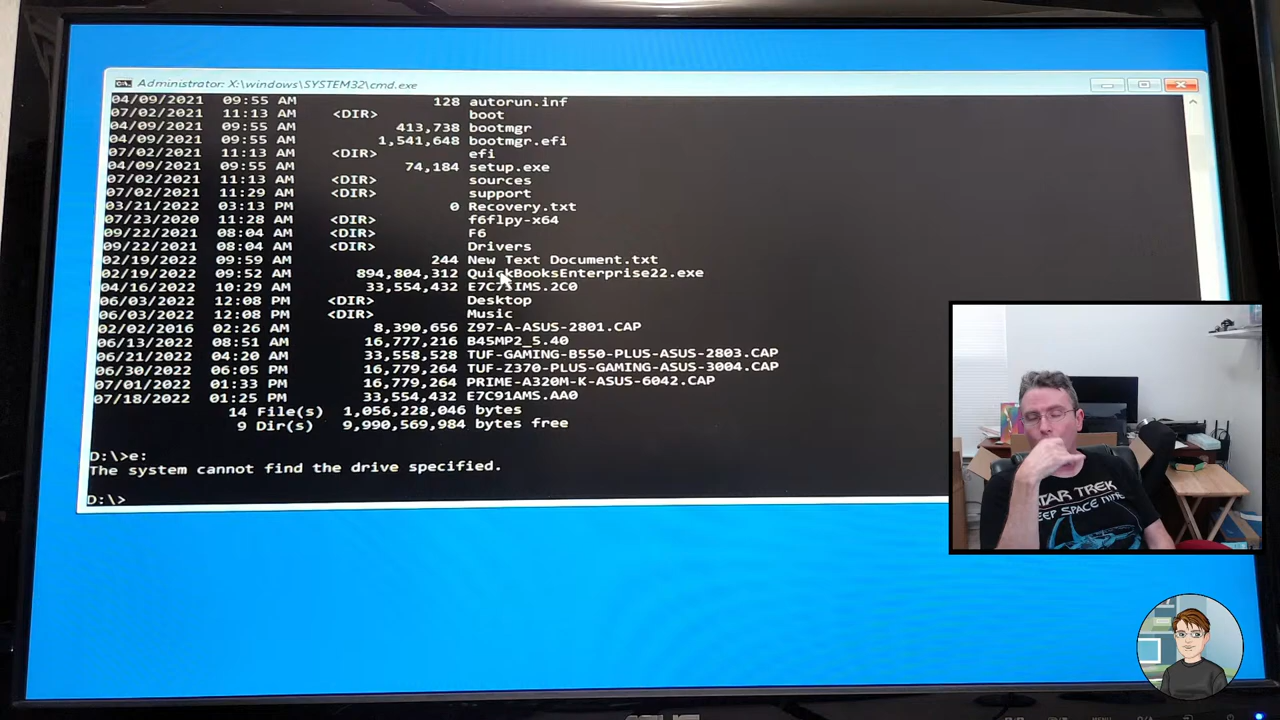 Administrator: X:\windows\SYSTEM32\cmd.exe
04/09/2021 09:55 AM 128 autorun.inf
07/02/2021 11:13 AM <DIR> boot
04/09/2021 09:55 AM 413,738 bootmgr
04/09/2021 09:55 AM 1,541,648 bootmgr.efi
07/02/2021 11:13 AM <DIR> efi
04/09/2021 09:55 AM 74,184 setup.exe
07/02/2021 11:13 AM <DIR> sources
07/02/2021 11:29 AM <DIR> support
03/21/2022 03:13 PM 0 Recovery.txt
07/23/2020 11:28 AM <DIR> f6flpy-x64
09/22/2021 08:04 AM <DIR> F6
09/22/2021 08:04 AM <DIR> Drivers
02/19/2022 09:59 AM 244 New Text Document.txt
02/19/2022 09:52 AM 894,804,312 QuickBooksEnterprise22.exe
04/16/2022 10:29 AM 33,554,432
06/03/2022 12:08 PM <DIR> Desktop
06/03/2022 12:08 PM <DIR> Music
02/02/2016 02:26 AM 8,390,656 Z97-A-ASUS-2801.CAP
06/13/2022 08:51 AM 16,777,216 B45MP2_5.40
06/21/2022 04:20 AM 33,558,528 TUF-GAMING-B550-PLUS-ASUS-2803.CAP
06/30/2022 06:05 PM 16,779,264 TUF-Z370-PLUS-GAMING-ASUS-3004.CAP
07/01/2022 01:33 PM 16,779,264 PRIME-A320M-K-ASUS-6042.CAP
07/18/2022 01:25 PM 33,554,432 E7C91AMS.AA0
14 File(s) 1,056,228,046 bytes
9 Dir(s) 9,990,569,984 bytes free
D:\>e:
The system cannot find the drive specified.
D:\>
STAR TREK
DEEP SPACE NINE